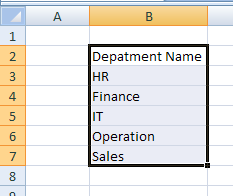 A B
1
2 Depatment Name
3 HR
4 Finance
5 IT
6 Operation
7 Sales
8